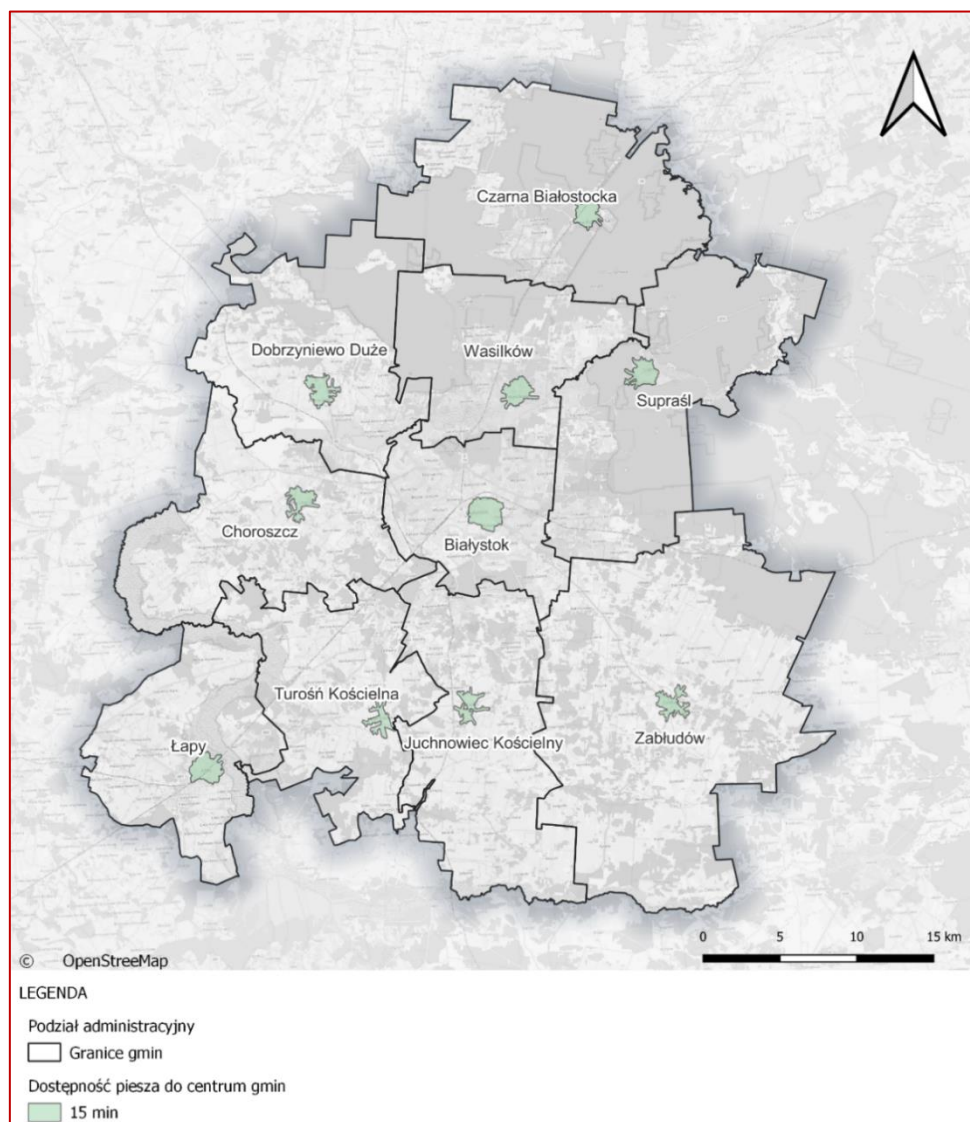 Czarna Białostocka
Dobrzyniewo Duże
Wasilków
Supraśl
Choroszcz
Białystok
Turośń Kościelna
Juchnowiec Kościelny
Zabłudów
Łapy
0 5 10 15 km
© OpenStreeMap
LEGENDA
Podział administracyjny
Granice gmin
Dostępność piesza do centrum gmin
15 min